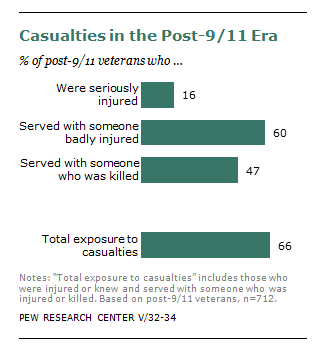 Casualties in the Post-9/11 Era
% of post-9/11 veterans who ...
Were seriously
injured
16
Served with someone
badly injured
60
Served with someone
who was killed
47
Total exposure to
casualties
66
Notes: “Total exposure to casualties” includes those who
were injured or knew and served with someone who was
injured or killed. Based on post-9/11 veterans, n=712.
PEW RESEARCH CENTER V/32-34